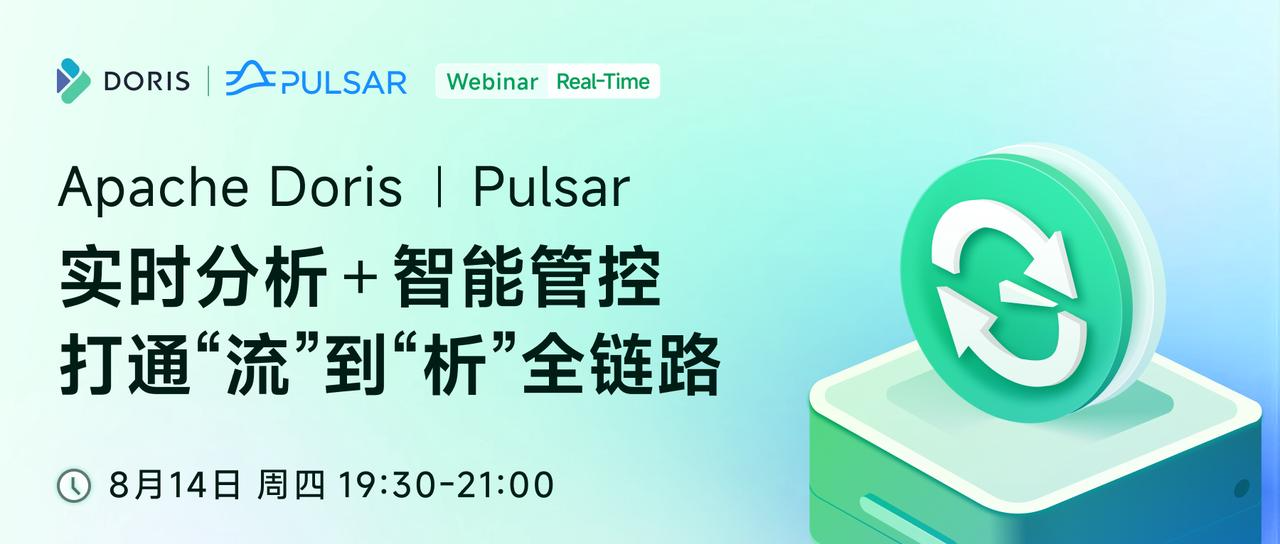 DORIS | PULSAR Webinar Real-Time
Apache Doris | Pulsar
实时分析+智能管控
打通“流”到“析”全链路
8月14日 周四 19:30-21:00